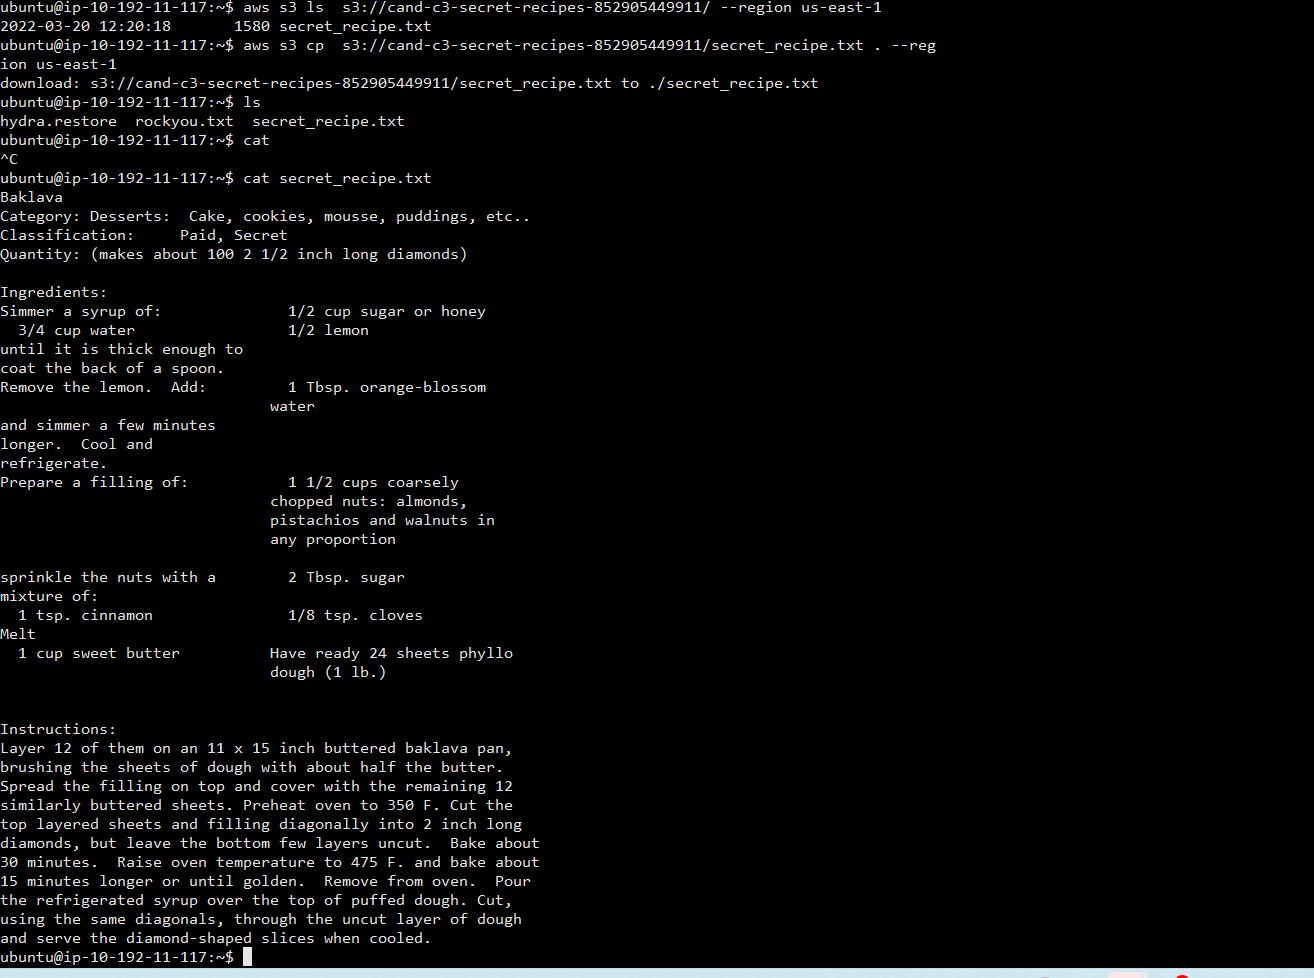 ubuntu@ip-10-192-11-117:~$ aws s3 ls  s3://cand-c3-secret-recipes-852905449911/ --region us-east-1
2022-03-20 12:20:18       1580 secret_recipe.txt
ubuntu@ip-10-192-11-117:~$ aws s3 cp  s3://cand-c3-secret-recipes-852905449911/secret_recipe.txt . --reg
ion us-east-1
download: s3://cand-c3-secret-recipes-852905449911/secret_recipe.txt to ./secret_recipe.txt
ubuntu@ip-10-192-11-117:~$ ls
hydra.restore  rockyou.txt  secret_recipe.txt
ubuntu@ip-10-192-11-117:~$ cat
^C
ubuntu@ip-10-192-11-117:~$ cat secret_recipe.txt
Baklava
Category: Desserts:  Cake, cookies, mousse, puddings, etc..
Classification:     Paid, Secret
Quantity: (makes about 100 2 1/2 inch long diamonds)

Ingredients:
Simmer a syrup of:              1/2 cup sugar or honey
  3/4 cup water                 1/2 lemon
until it is thick enough to
coat the back of a spoon.
Remove the lemon.  Add:         1 Tbsp. orange-blossom
                              water
and simmer a few minutes
longer.  Cool and
refrigerate.
Prepare a filling of:           1 1/2 cups coarsely
                              chopped nuts: almonds,
                              pistachios and walnuts in
                              any proportion

sprinkle the nuts with a        2 Tbsp. sugar
mixture of:
  1 tsp. cinnamon               1/8 tsp. cloves
Melt
  1 cup sweet butter          Have ready 24 sheets phyllo
                              dough (1 lb.)

Instructions:
Layer 12 of them on an 11 x 15 inch buttered baklava pan,
brushing the sheets of dough with about half the butter.
Spread the filling on top and cover with the remaining 12
similarly buttered sheets. Preheat oven to 350 F. Cut the
top layered sheets and filling diagonally into 2 inch long
diamonds, but leave the bottom few layers uncut.  Bake about
30 minutes.  Raise oven temperature to 475 F. and bake about
15 minutes longer or until golden.  Remove from oven.  Pour
the refrigerated syrup over the top of puffed dough. Cut,
using the same diagonals, through the uncut layer of dough
and serve the diamond-shaped slices when cooled.
ubuntu@ip-10-192-11-117:~$